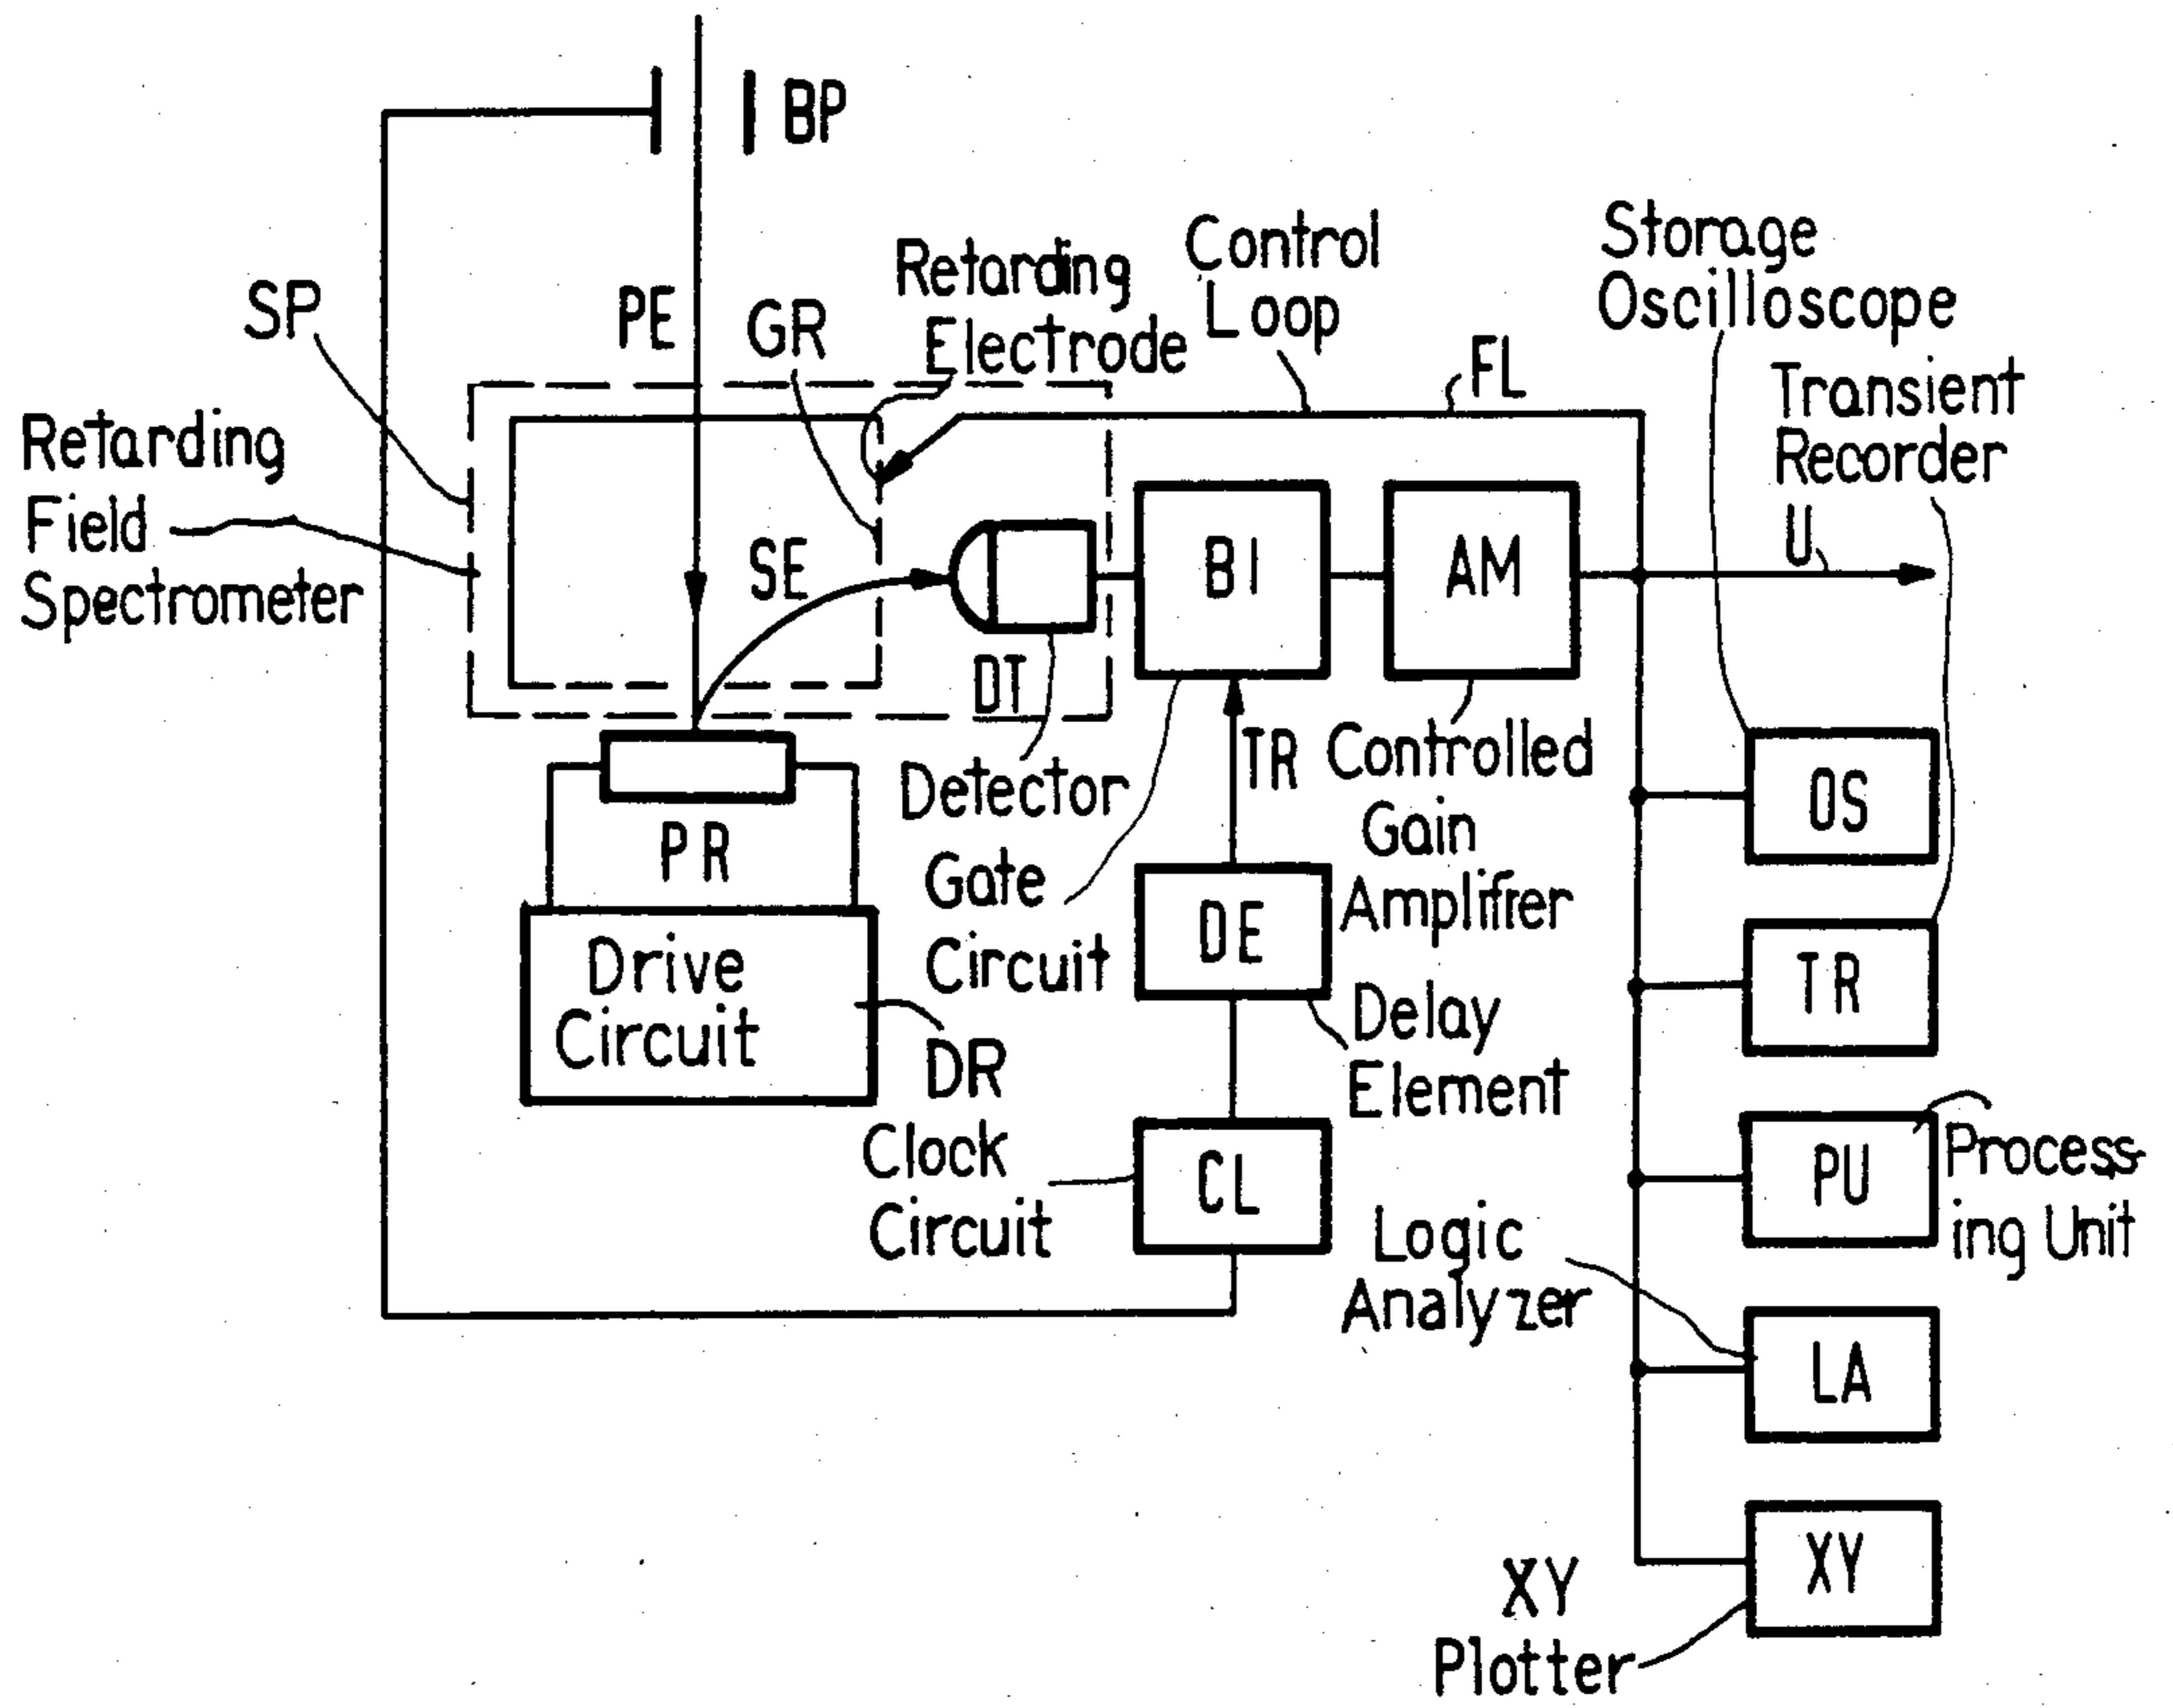 BP
SP
PE
GR
Retarding
Electrode
Control
Loop
FL
Storage
Oscilloscope
Transient
Recorder
U
Retarding
Field
Spectrometer
SE
DT
BI
AM
Detector
TR
Controlled
Gain
Amplifier
Gate
Circuit
PR
Drive
Circuit
DR
DE
Delay
Element
Clock
Circuit
CL
OS
TR
PU
Process-
ing Unit
Logic
Analyzer
LA
XY
XY
Plotter